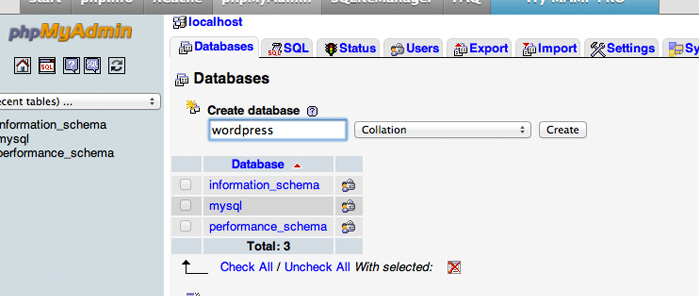 Start phpInfo XCache phpMyAdmin SQLiteManager FAQ Try MAMP PRO
phpMyAdmin
localhost
Databases SQL Status Users Export Import Settings Sy
ecent tables) ...
Databases
nformation_schema
mysql
performance_schema
Create database
wordpress Collation Create
Database
information_schema
mysql
performance_schema
Total: 3
Check All / Uncheck All With selected: